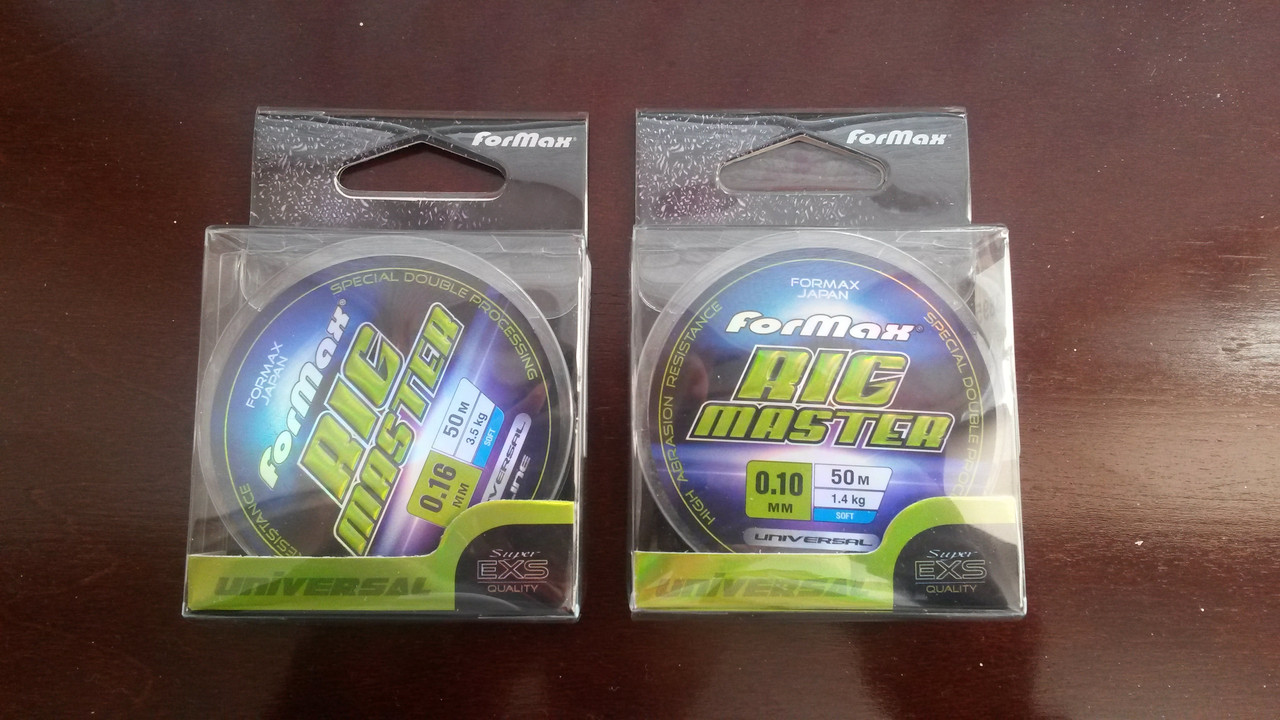 ForMax
SPECIAL DOUBLE PROCESSING
FORMAX
JAPAN
ForMax®
RIG
MASTER
50 M
3.5 kg
SOFT
0.16
MM
UNIVERSAL
LINE
UNIVERSAL
Super
EXS
QUALITY
ForMax
FORMAX
JAPAN
HIGH ABRASION RESISTANCE
SPECIAL DOUBLE
ForMax®
RIG
MASTER
0.10
MM
50 M
1.4 kg
SOFT
UNIVERSAL
UNIVERSAL
Super
EXS
QUALITY